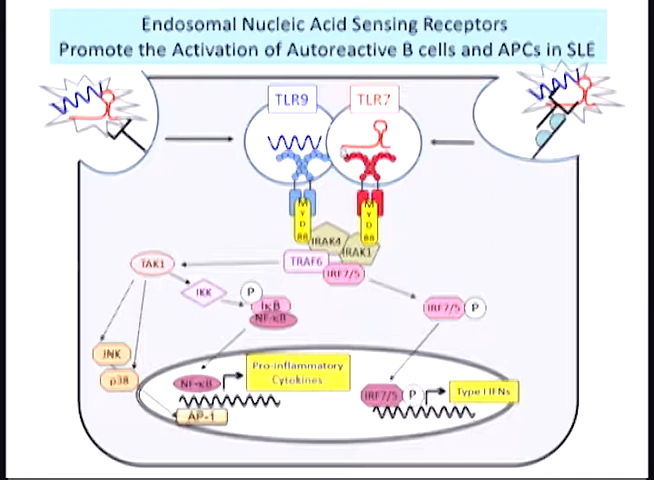 Endosomal Nucleic Acid Sensing Receptors
Promote the Activation of Autoreactive B cells and APCs in SLE
TLR9
TLR7
MYD88
MYD88
IRAK4
IRAK1
TRAF6
IRF7/5
TAK1
IKK
P
IκB
NF-κB
IRF7/5
P
JNK
p38
NF-κB
Pro-inflammatory
Cytokines
AP-1
IRF7/5
P
Type I IFNs